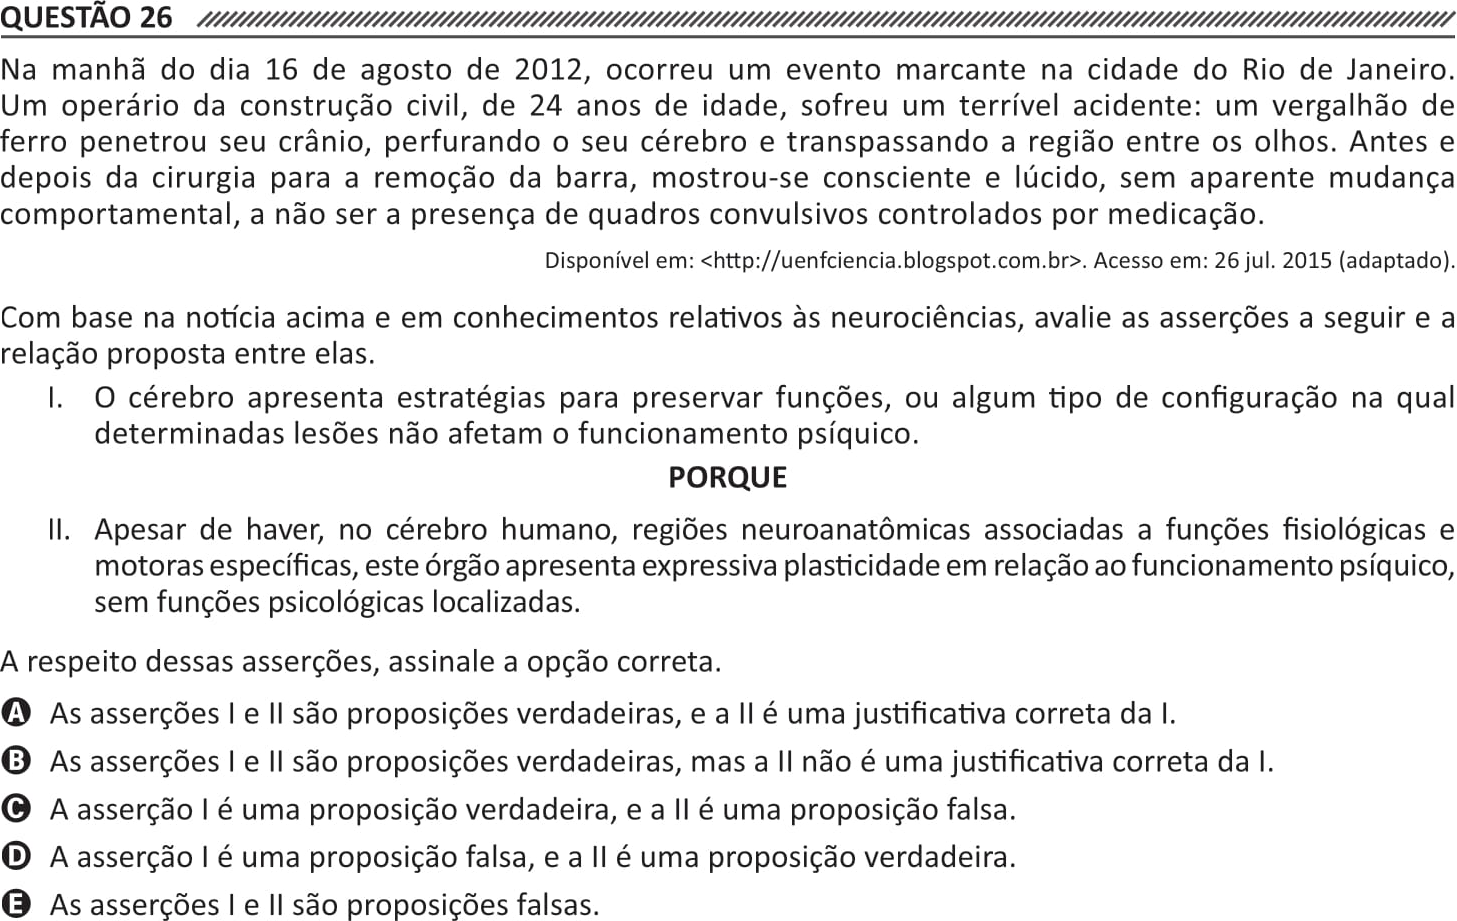 QUESTÃO 26
Na manhã do dia 16 de agosto de 2012, ocorreu um evento marcante na cidade do Rio de Janeiro.
Um operário da construção civil, de 24 anos de idade, sofreu um terrível acidente: um vergalhão de
ferro penetrou seu crânio, perfurando o seu cérebro e transpassando a região entre os olhos. Antes e
depois da cirurgia para a remoção da barra, mostrou-se consciente e lúcido, sem aparente mudança
comportamental, a não ser a presença de quadros convulsivos controlados por medicação.
Disponível em: <http://uenfciencia.blogspot.com.br>. Acesso em: 26 jul. 2015 (adaptado).
Com base na notícia acima e em conhecimentos relativos às neurociências, avalie as asserções a seguir e a
relação proposta entre elas.
I. O cérebro apresenta estratégias para preservar funções, ou algum tipo de configuração na qual
determinadas lesões não afetam o funcionamento psíquico.
PORQUE
II. Apesar de haver, no cérebro humano, regiões neuroanatômicas associadas a funções fisiológicas e
motoras específicas, este órgão apresenta expressiva plasticidade em relação ao funcionamento psíquico,
sem funções psicológicas localizadas.
A respeito dessas asserções, assinale a opção correta.
A As asserções I e II são proposições verdadeiras, e a II é uma justificativa correta da I.
B As asserções I e II são proposições verdadeiras, mas a II não é uma justificativa correta da I.
C A asserção I é uma proposição verdadeira, e a II é uma proposição falsa.
D A asserção I é uma proposição falsa, e a II é uma proposição verdadeira.
E As asserções I e II são proposições falsas.